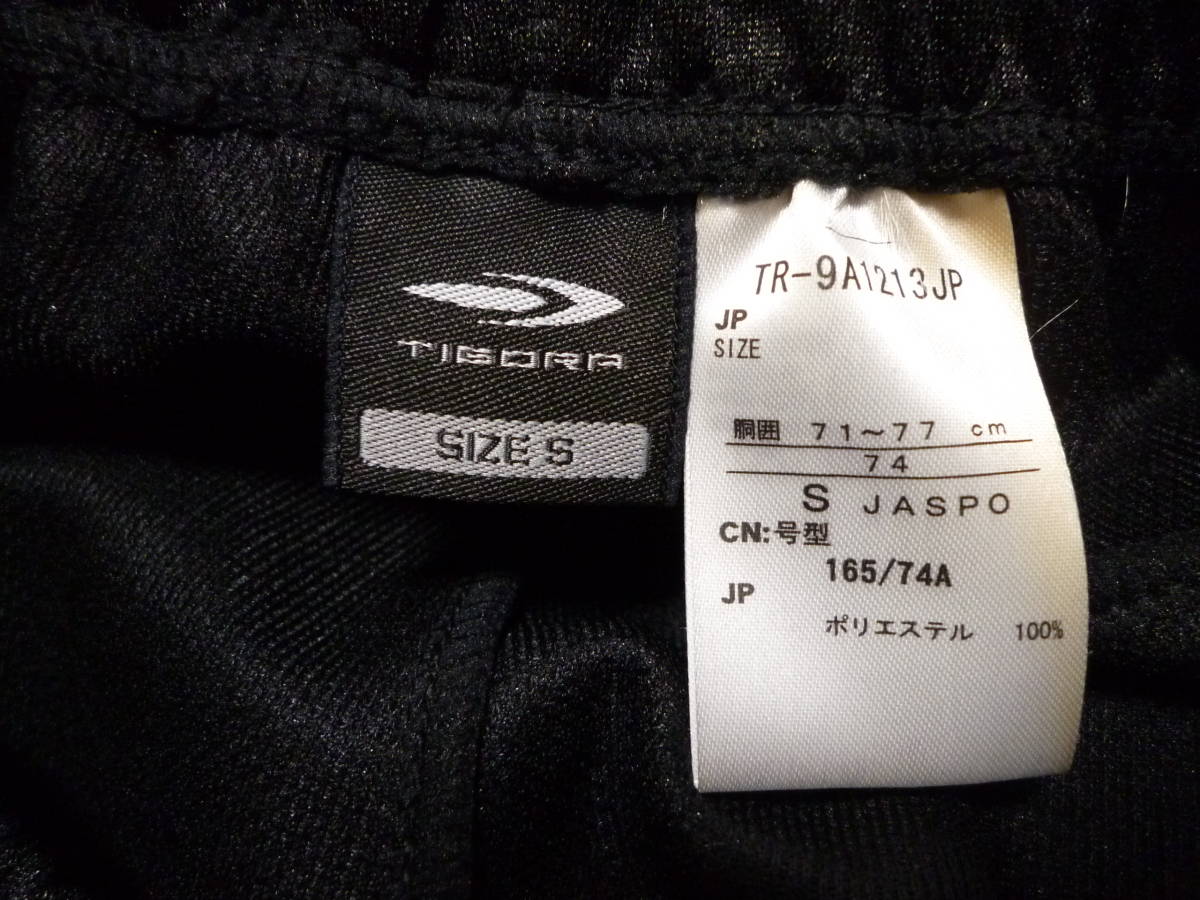 TIGORA
SIZE S
TR-9A1213JP
JP
SIZE
胴囲 71～77 cm
74
S JASPO
CN:号型
165/74A
JP
ポリエステル 100%